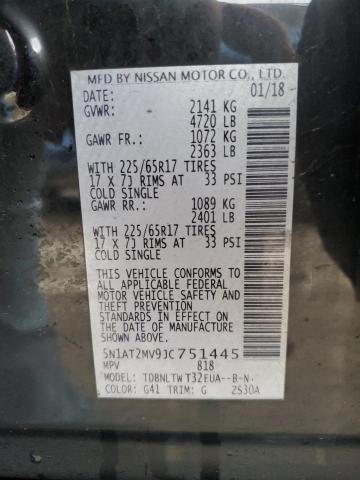 MFD BY NISSAN MOTOR CO., LTD.
DATE: 01/18
GVWR: 2141 KG
4720 LB
GAWR FR.: 1072 KG
2363 LB
WITH 225/65R17 TIRES
17 X 7J RIMS AT 33 PSI
COLD SINGLE
GAWR RR.: 1089 KG
2401 LB
WITH 225/65R17 TIRES
17 X 7J RIMS AT 33 PSI
COLD SINGLE
THIS VEHICLE CONFORMS TO
ALL APPLICABLE FEDERAL
MOTOR VEHICLE SAFETY
AND THEFT PREVENTION
STANDARDS IN EFFECT ON
THE DATE OF MANUFACTURE
SHOWN ABOVE.
5N1AT2MV9JC751445
MPV 818
MODEL: TDBNLTW T32EUA--B-N-
COLOR: G41 TRIM: G 2S30A